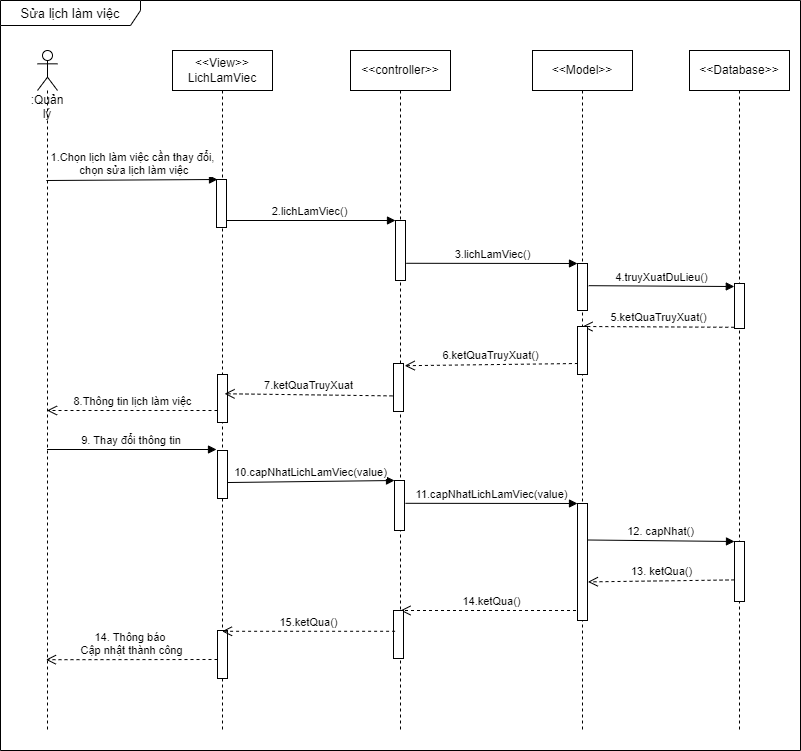 Sửa lịch làm việc
<<View>>
LichLamViec
<<controller>>
<<Model>>
<<Database>>
:Quản
lý
1.Chọn lịch làm việc cần thay đổi,
chọn sửa lịch làm việc
2.lichLamViec()
3.lichLamViec()
4.truyXuatDuLieu()
5.ketQuaTruyXuat()
6.ketQuaTruyXuat()
7.ketQuaTruyXuat
8.Thông tin lịch làm việc
9. Thay đổi thông tin
10.capNhatLichLamViec(value)
11.capNhatLichLamViec(value)
12. capNhat()
13. ketQua()
14.ketQua()
15.ketQua()
14. Thông báo
Cập nhật thành công